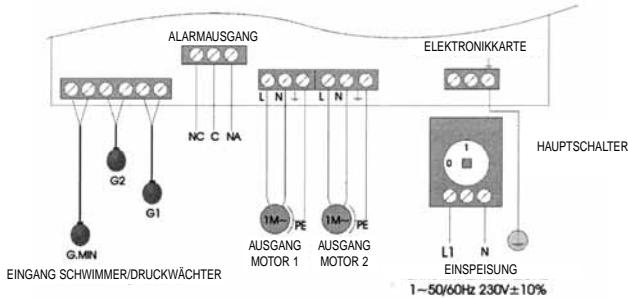 ALARMAUSGANG
ELEKTRONIKKARTE
L N L N
NC C NA
HAUPTSCHALTER
1
0
G2
G1
1M~ PE 1M~ PE
G.MIN
AUSGANG
MOTOR 1
AUSGANG
MOTOR 2
L1 N
EINGANG SCHWIMMER/DRUCKWÄCHTER
EINSPEISUNG
1~50/60Hz 230V±10%